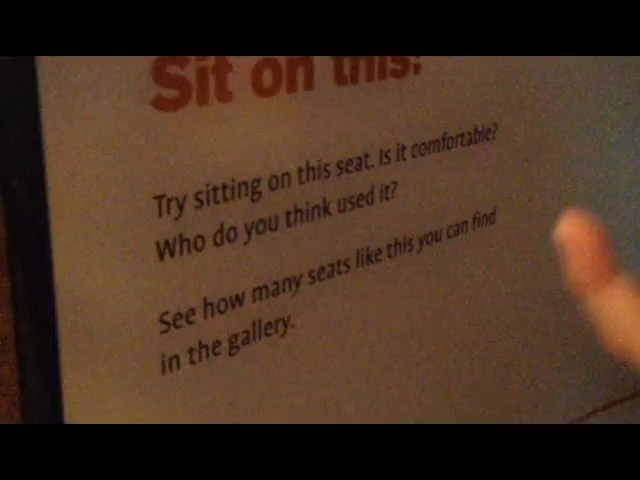 Sit on this!
Try sitting on this seat. Is it comfortable?
Who do you think used it?
See how many seats like this you can find
in the gallery.